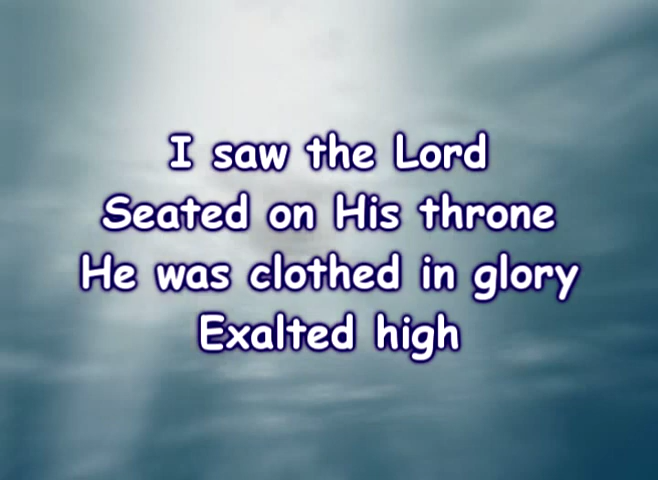 I saw the Lord
Seated on His throne
He was clothed in glory
Exalted high